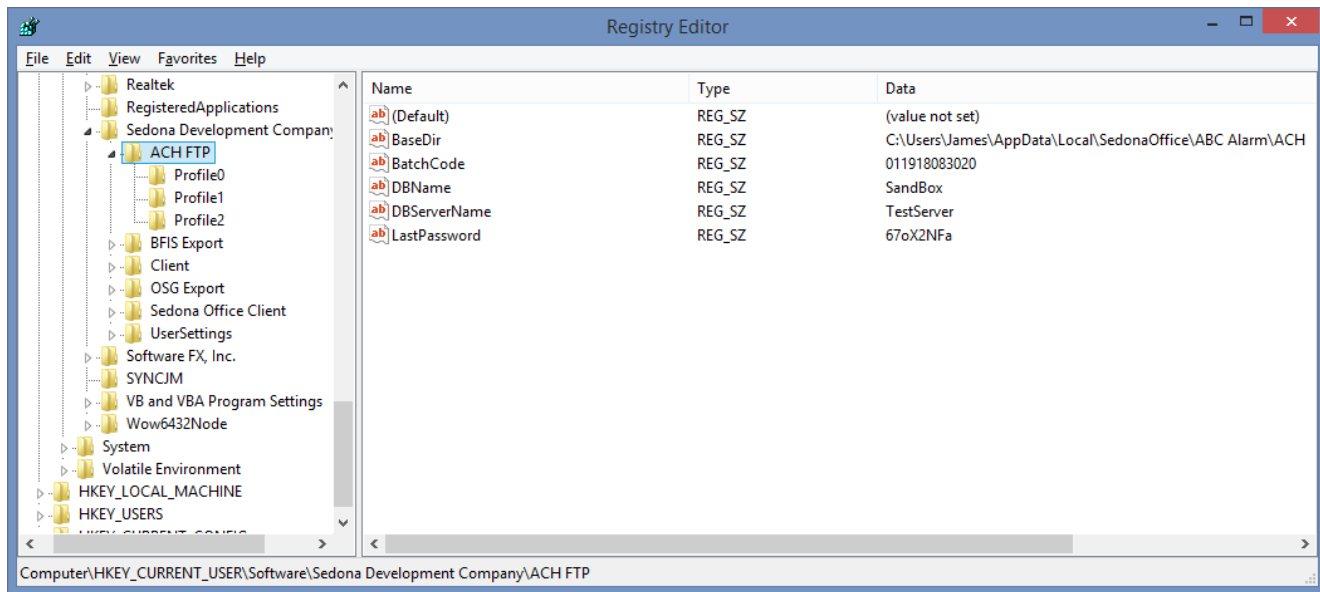 Registry Editor
File Edit View Favorites Help
Realtek
RegisteredApplications
Sedona Development Company
ACH FTP
Profile0
Profile1
Profile2
BFIS Export
Client
OSG Export
Sedona Office Client
UserSettings
Software FX, Inc.
SYNCJM
VB and VBA Program Settings
Wow6432Node
System
Volatile Environment
HKEY_LOCAL_MACHINE
HKEY_USERS
HKEY_CURRENT_CONFIG
Name Type Data
(Default) REG_SZ (value not set)
BaseDir REG_SZ C:\Users\James\AppData\Local\SedonaOffice\ABC Alarm\ACH
BatchCode REG_SZ 011918083020
DBName REG_SZ SandBox
DBServerName REG_SZ TestServer
LastPassword REG_SZ 67oX2NFa
Computer\HKEY_CURRENT_USER\Software\Sedona Development Company\ACH FTP